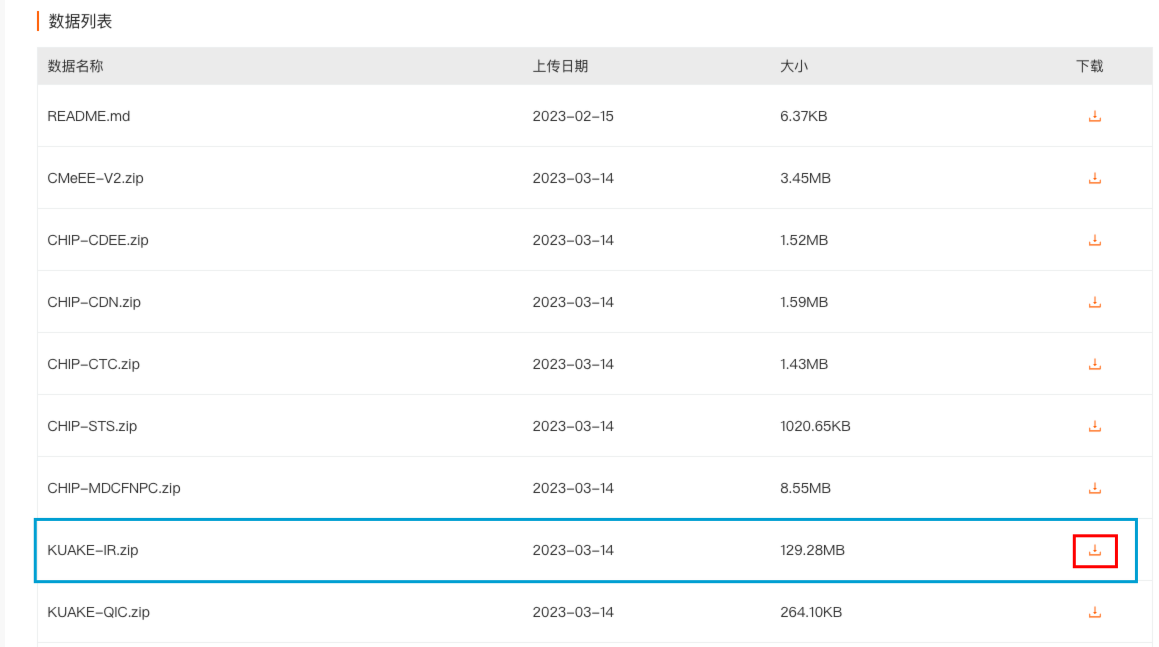 数据列表
数据名称 上传日期 大小 下载
README.md 2023-02-15 6.37KB
CMeEE-V2.zip 2023-03-14 3.45MB
CHIP-CDEE.zip 2023-03-14 1.52MB
CHIP-CDN.zip 2023-03-14 1.59MB
CHIP-CTC.zip 2023-03-14 1.43MB
CHIP-STS.zip 2023-03-14 1020.65KB
CHIP-MDCFNPC.zip 2023-03-14 8.55MB
KUAKE-IR.zip 2023-03-14 129.28MB
KUAKE-QIC.zip 2023-03-14 264.10KB